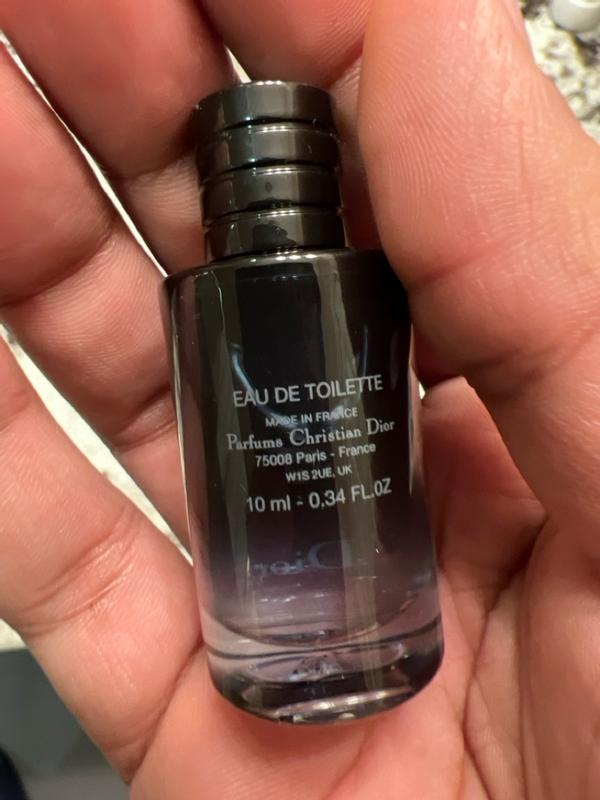 EAU DE TOILETTE
MADE IN FRANCE
Parfums Christian Dior
75008 Paris - France
W1S 2UE, UK
10 ml - 0.34 FL.OZ
Dior